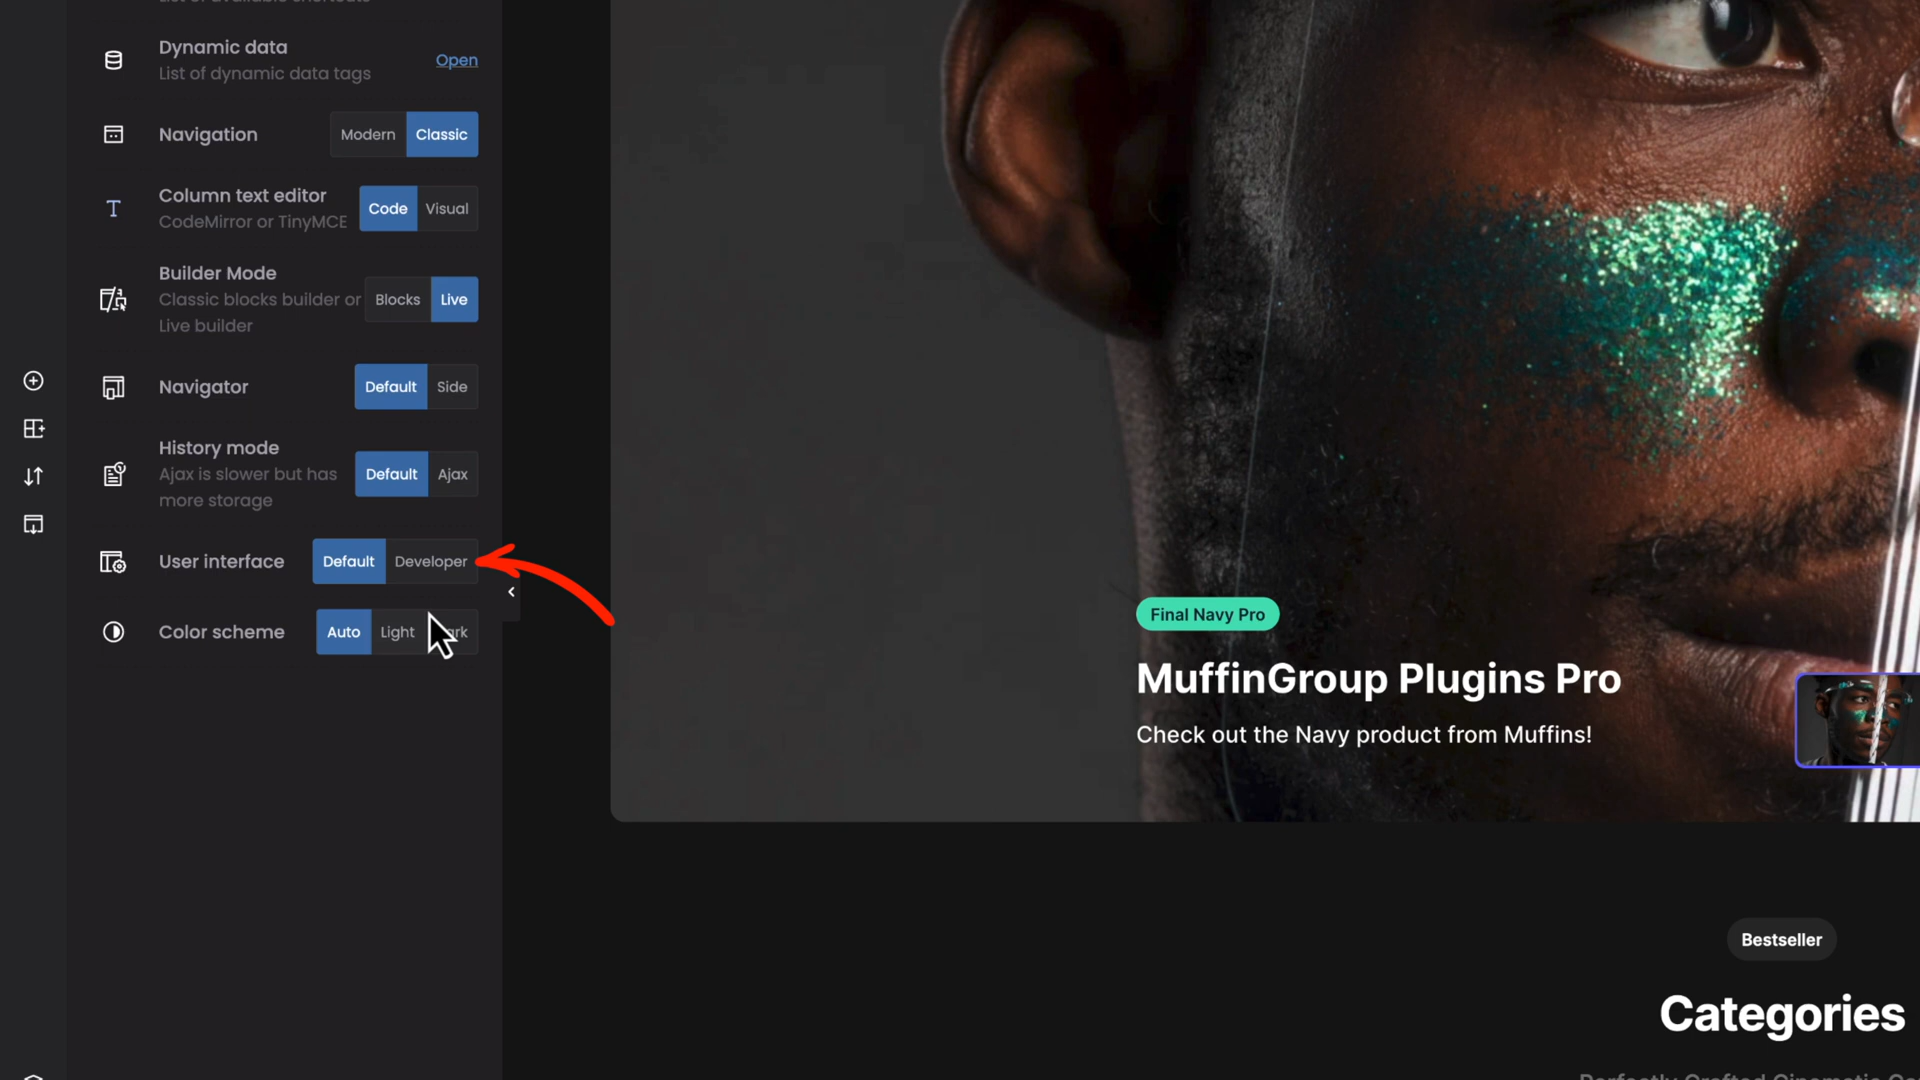 Dynamic data
List of dynamic data tags
Open
Navigation
Modern
Classic
Column text editor
CodeMirror or TinyMCE
Code
Visual
Builder Mode
Classic blocks builder or
Live builder
Blocks
Live
Navigator
Default
Side
History mode
Ajax is slower but has
more storage
Default
Ajax
User interface
Default
Developer
Color scheme
Auto
Light
Final Navy Pro
MuffinGroup Plugins Pro
Check out the Navy product from Muffins!
Bestseller
Categories